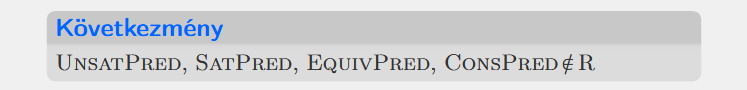 Következmény
UnsatPred, SatPred, EquivPred, ConsPred ∉ R